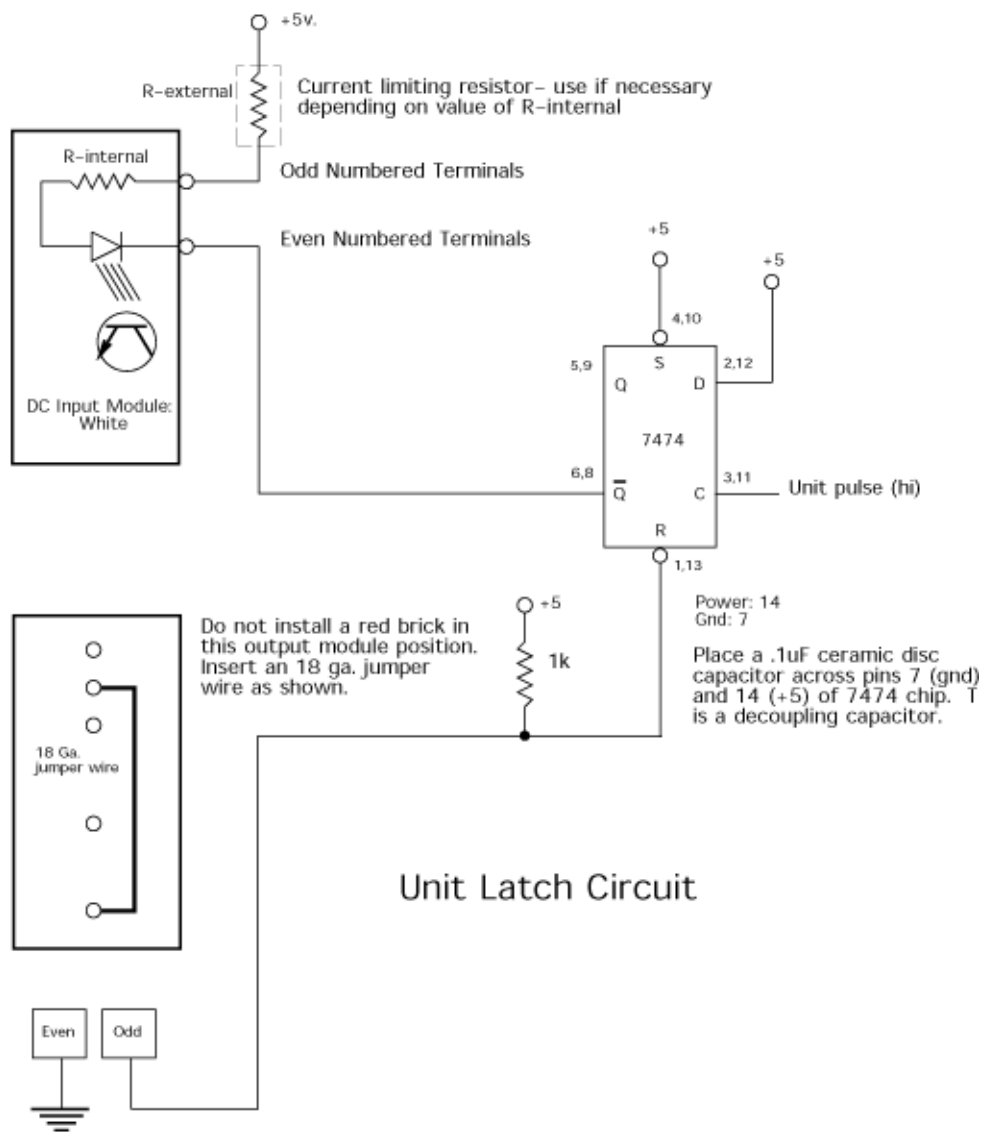 +5v.
R-external
Current limiting resistor- use if necessary
depending on value of R-internal
R-internal
Odd Numbered Terminals
Even Numbered Terminals
DC Input Module:
White
+5
+5
4,10
5,9
S
2,12
Q
D
7474
6,8
3,11
Q̅
C
Unit pulse (hi)
R
1,13
Power: 14
Gnd: 7
Place a .1uF ceramic disc
capacitor across pins 7 (gnd)
and 14 (+5) of 7474 chip. T
is a decoupling capacitor.
+5
1k
Do not install a red brick in
this output module position.
Insert an 18 ga. jumper
wire as shown.
18 Ga.
jumper wire
Unit Latch Circuit
Even
Odd